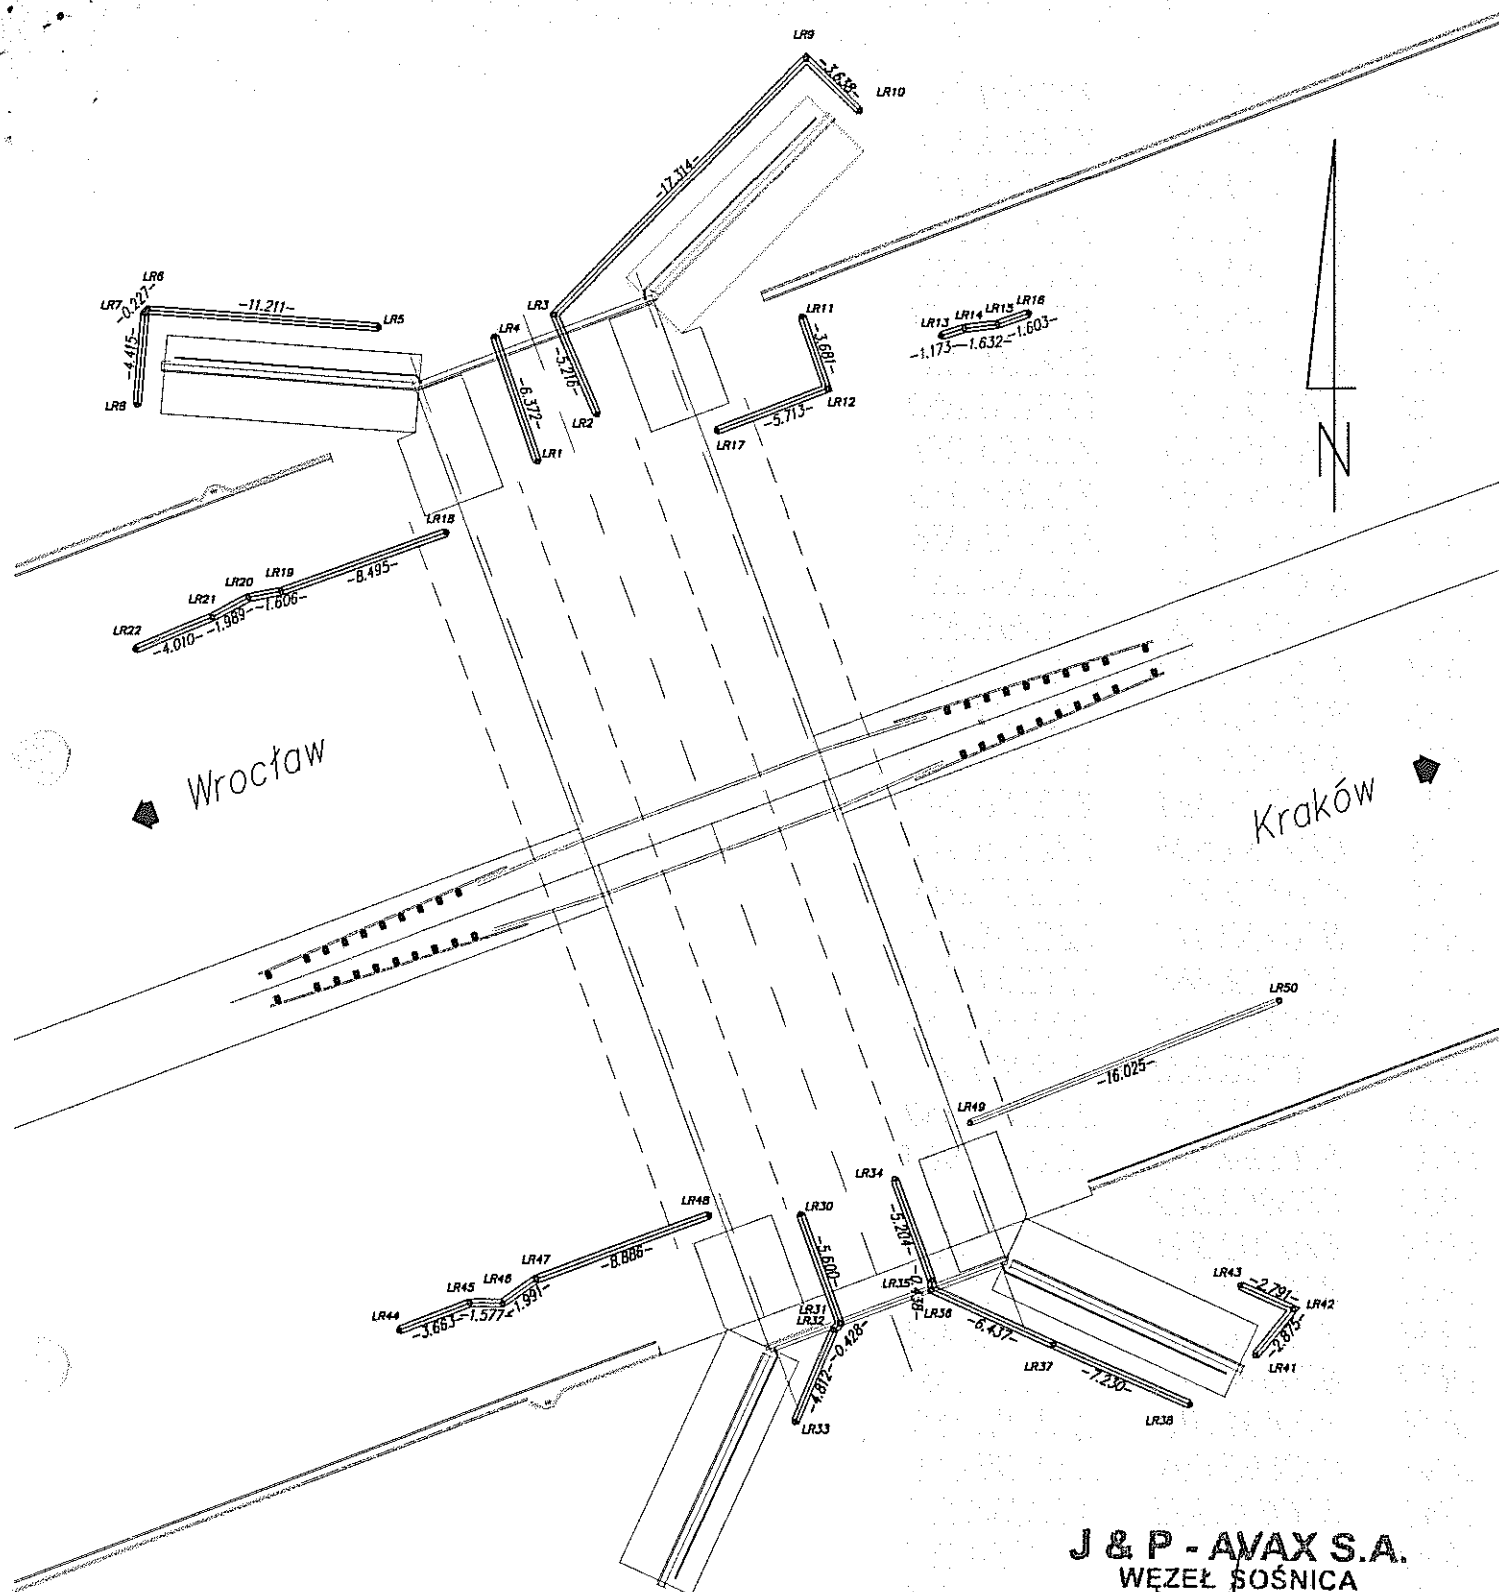 LR9
-3.638-
LR10
-17.314-
LR6
LR7
-0.227-
-11.211-
LR5
LR3
LR4
LR11
LR16
LR15
LR14
LR13
-1.173-
-1.632-
-1.603-
-4.415-
-5.216-
-3.681-
-6.372-
LR8
LR2
LR12
-5.713-
LR17
LR1
N
LR18
LR19
LR20
-8.495-
LR21
-1.606-
-1.989-
LR22
-4.010-
Wrocław
Kraków
LR50
-16.025-
LR49
LR34
LR48
LR30
-5.204-
-5.600-
LR47
-8.886-
LR46
LR45
-1.991-
-1.577-
LR44
-3.663-
LR35
-0.438-
LR36
LR31
LR32
-0.428-
-4.812-
LR33
-6.437-
LR37
-7.230-
LR38
LR43
-2.791-
LR42
-2.875-
LR41
J & P - AVAX S.A.
WĘZEŁ SOŚNICA